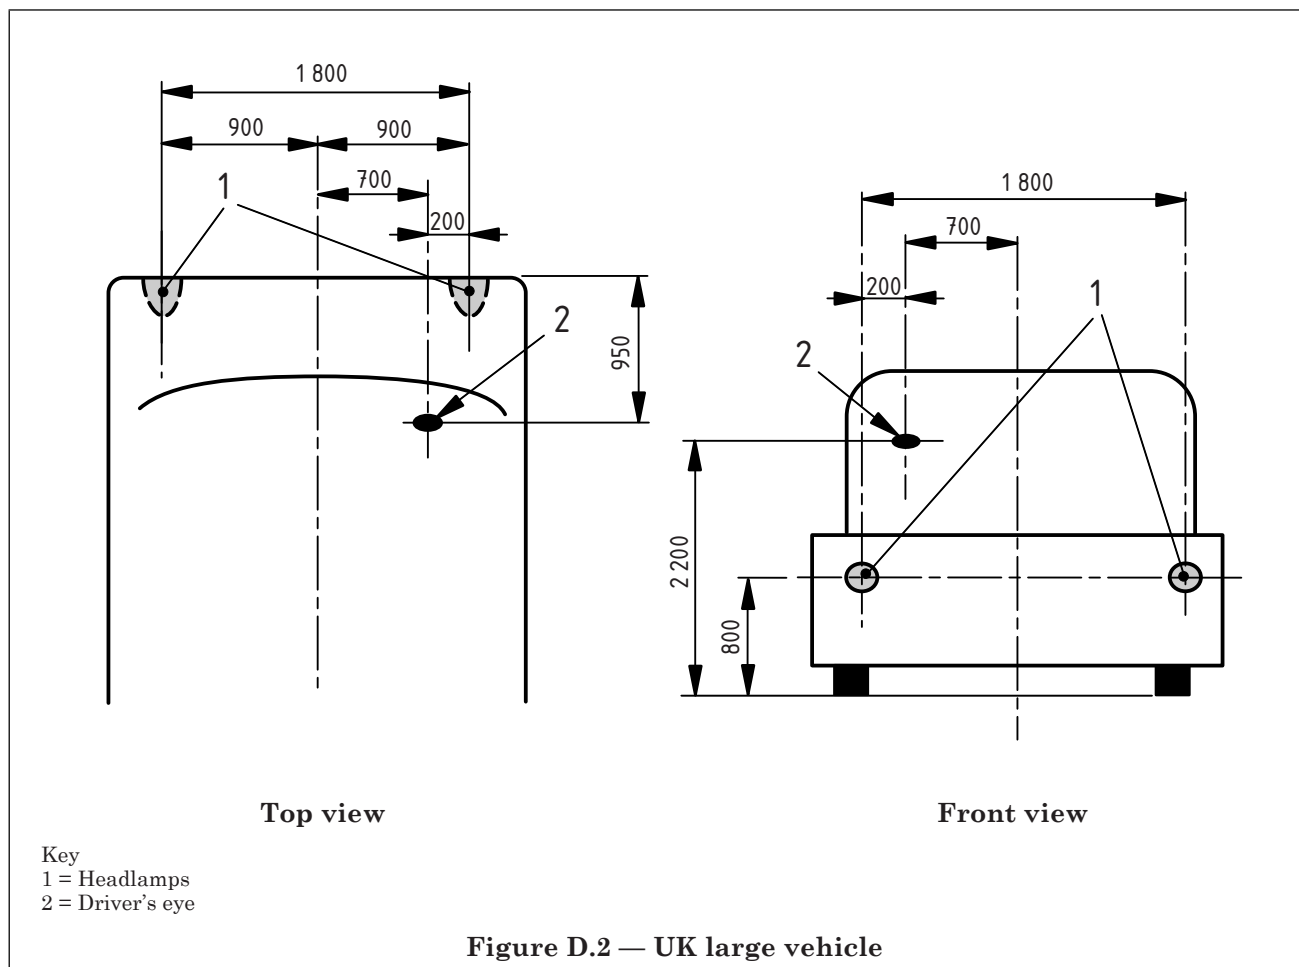 1 800
900
900
700
1
200
2
950
1 800
700
200
1
2
2 200
800
Top view
Front view
Key
1 = Headlamps
2 = Driver’s eye
Figure D.2 — UK large vehicle